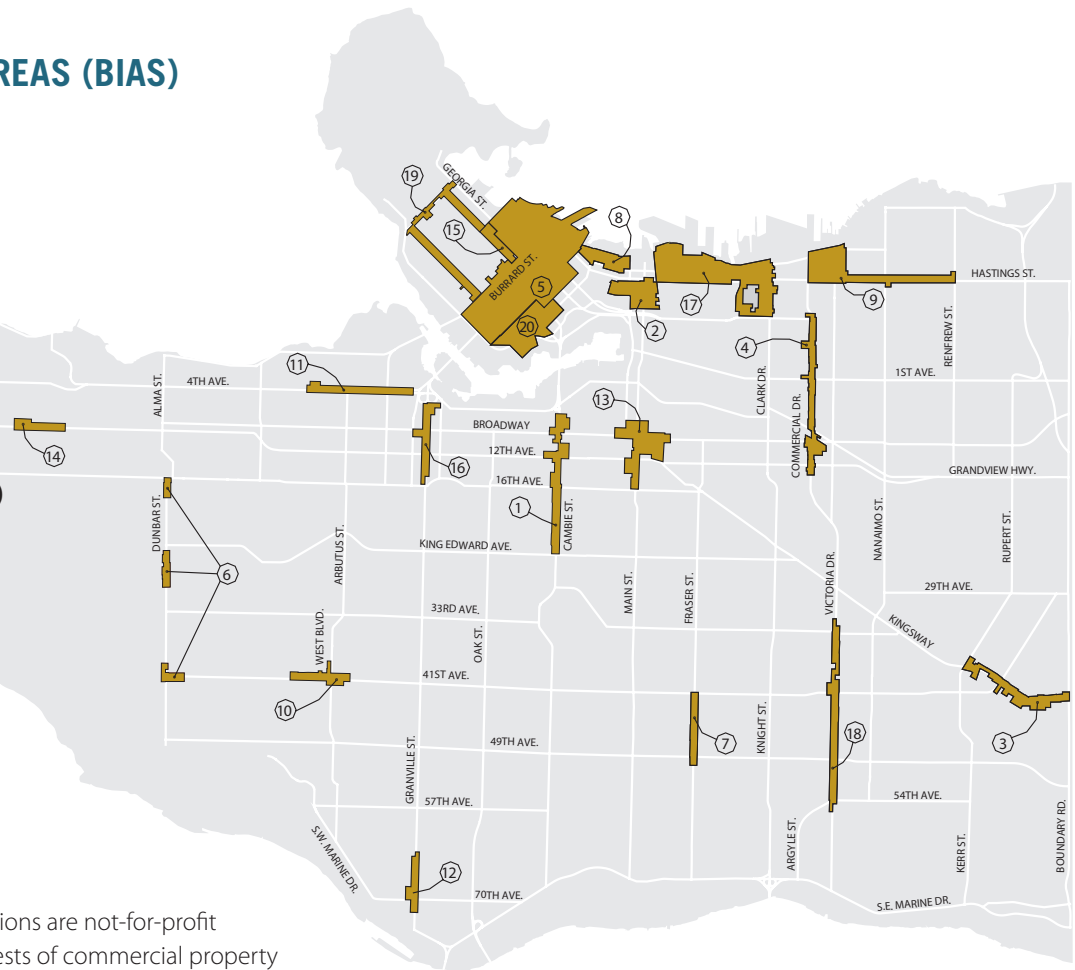 REAS (BIAS)
19
GEORGIA ST.
15
8
BURRARD ST.
5
20
2
17
9
HASTINGS ST.
4
RENFREW ST.
1ST AVE.
CLARK DR.
COMMERCIAL DR.
11
4TH AVE.
ALMA ST.
14
13
BROADWAY
12TH AVE.
16TH AVE.
16
GRANDVIEW HWY.
1
CAMBIE ST.
KING EDWARD AVE.
DUNBAR ST.
6
ARBUTUS ST.
NANAIMO ST.
RUPERT ST.
29TH AVE.
VICTORIA DR.
MAIN ST.
FRASER ST.
33RD AVE.
OAK ST.
WEST BLVD.
KINGSWAY
41ST AVE.
10
7
KNIGHT ST.
18
3
49TH AVE.
GRANVILLE ST.
57TH AVE.
54TH AVE.
S.W. MARINE DR.
ARGYLE ST.
KERR ST.
BOUNDARY RD.
12
70TH AVE.
S.E. MARINE DR.
tions are not-for-profit
ests of commercial property